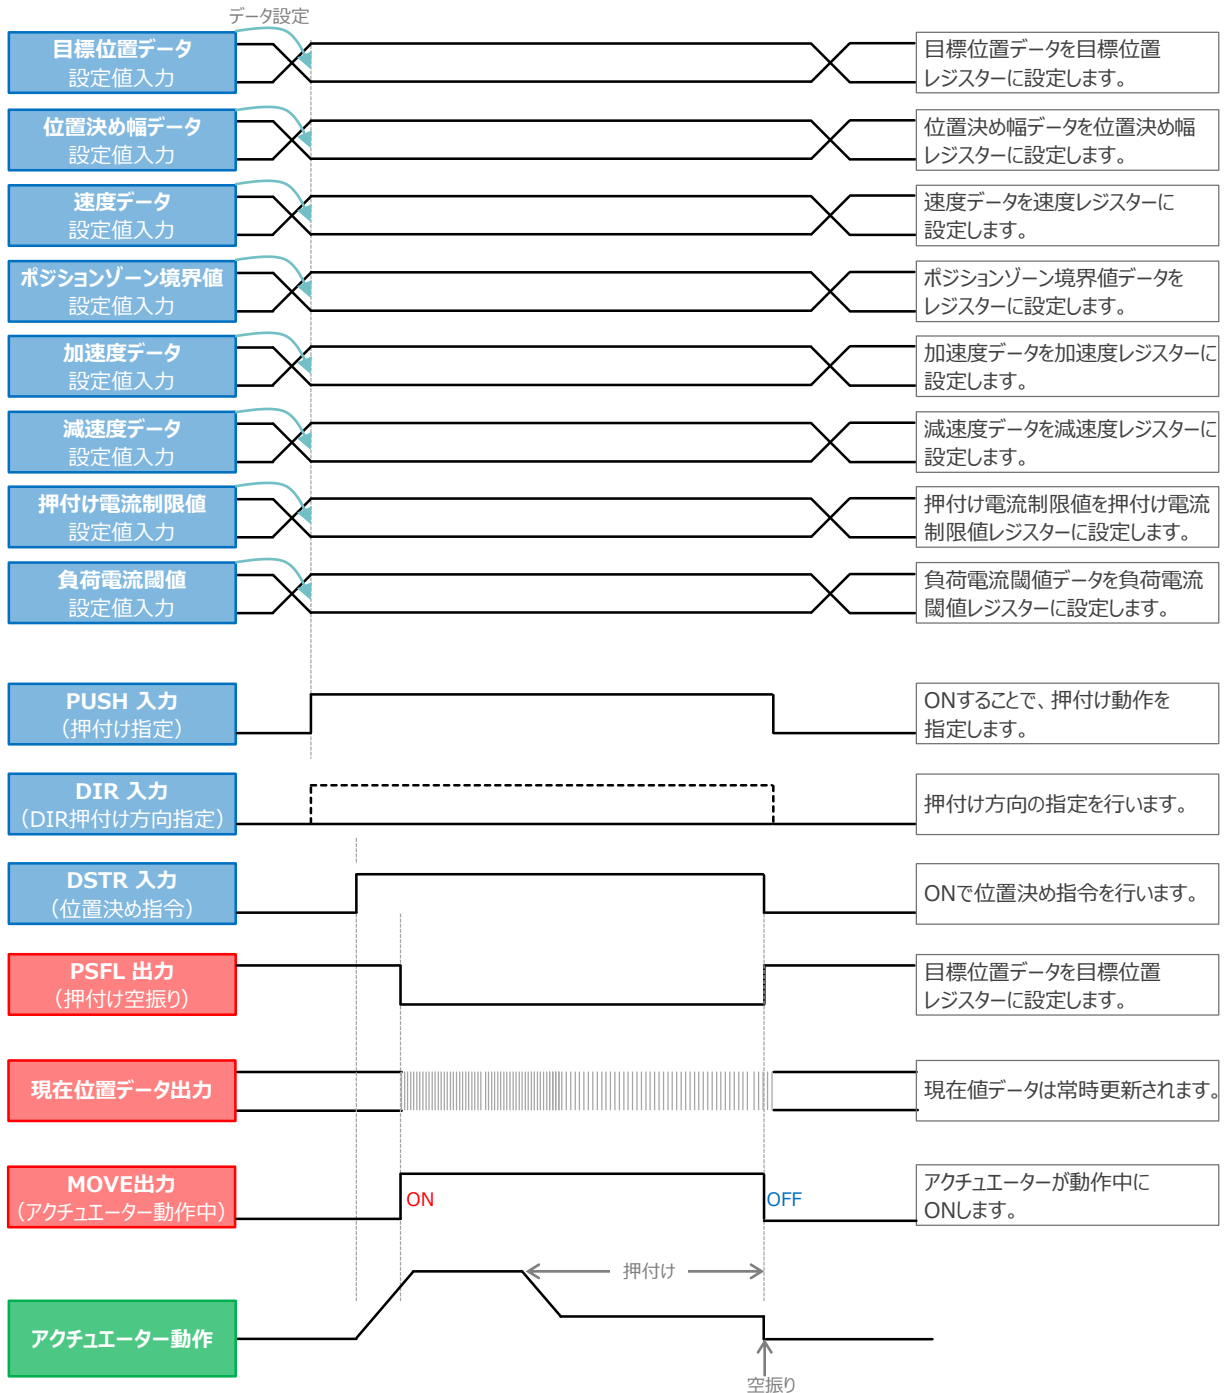 データ設定
目標位置データ
設定値入力
目標位置データを目標位置
レジスターに設定します。
位置決め幅データ
設定値入力
位置決め幅データを位置決め幅
レジスターに設定します。
速度データ
設定値入力
速度データを速度レジスターに
設定します。
ポジションゾーン境界値
設定値入力
ポジションゾーン境界値データを
レジスターに設定します。
加速度データ
設定値入力
加速度データを加速度レジスターに
設定します。
減速度データ
設定値入力
減速度データを減速度レジスターに
設定します。
押付け電流制限値
設定値入力
押付け電流制限値を押付け電流
制限値レジスターに設定します。
負荷電流閾値
設定値入力
負荷電流閾値データを負荷電流
閾値レジスターに設定します。
PUSH 入力
（押付け指定）
ONすることで、押付け動作を
指定します。
DIR 入力
（DIR押付け方向指定）
押付け方向の指定を行います。
DSTR 入力
（位置決め指令）
ONで位置決め指令を行います。
PSFL 出力
（押付け空振り）
目標位置データを目標位置
レジスターに設定します。
現在位置データ出力
現在値データは常時更新されます。
MOVE出力
（アクチュエーター動作中）
ON
OFF
アクチュエーターが動作中に
ONします。
押付け
アクチュエーター動作
空振り